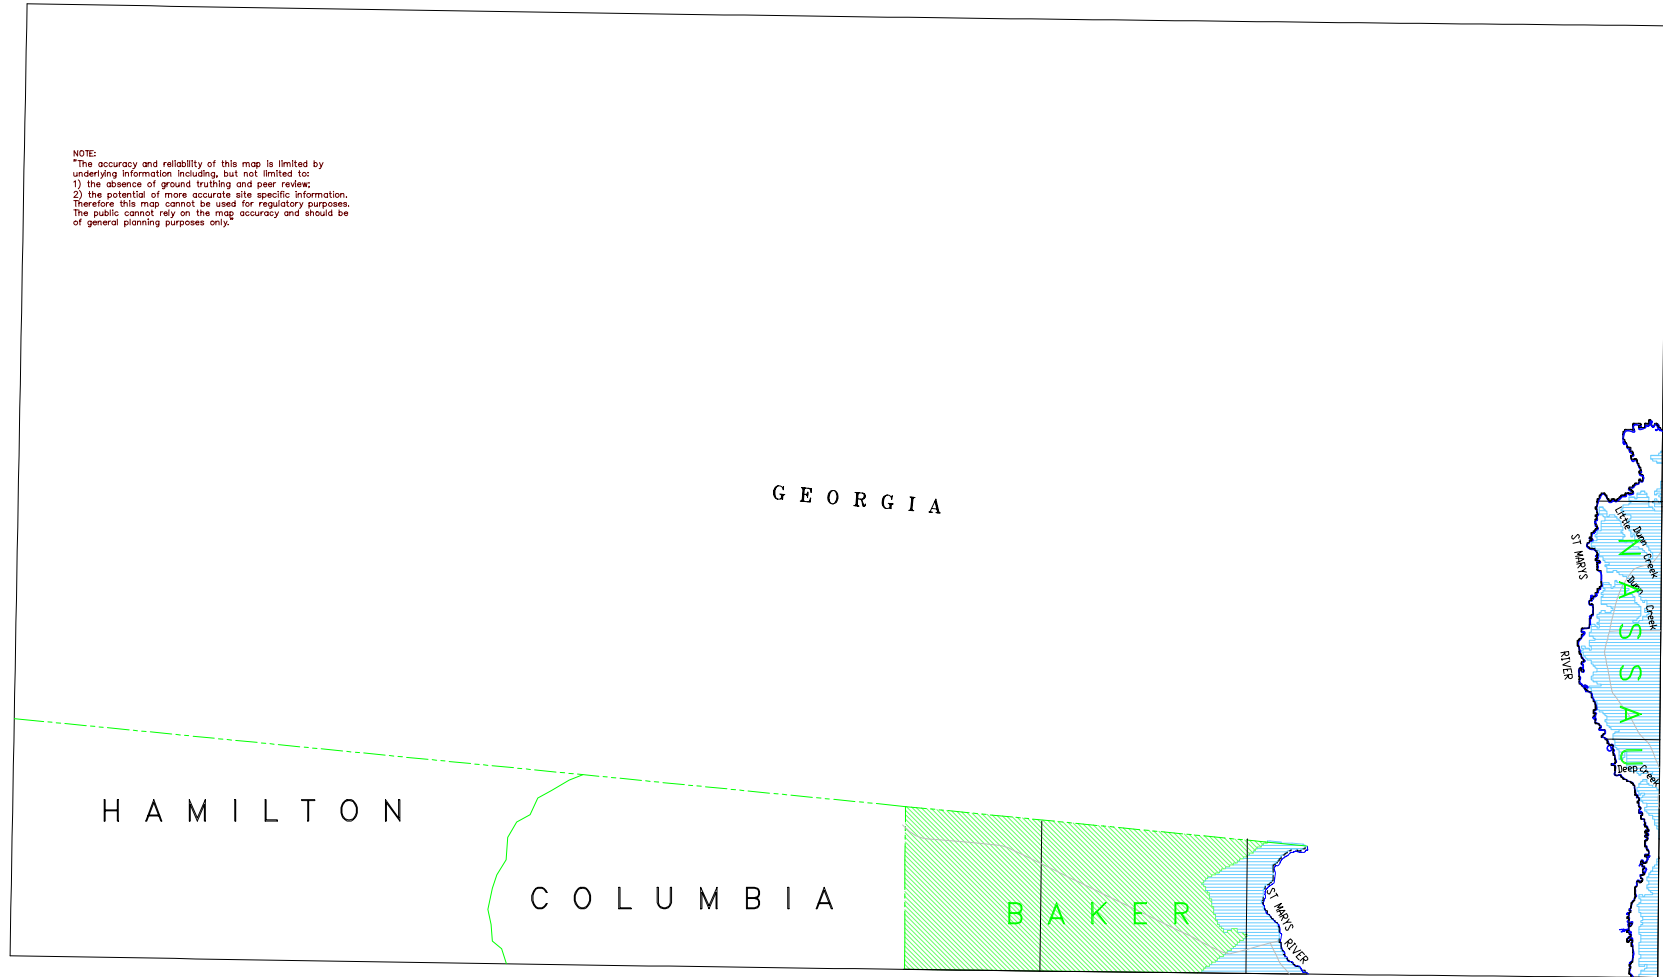 NOTE:
"The accuracy and reliability of this map is limited by
underlying information including, but not limited to:
1) the absence of ground truthing and peer review;
2) the potential of more accurate site specific information.
Therefore this map cannot be used for regulatory purposes.
The public cannot rely on the map accuracy and should be
of general planning purposes only."
GEORGIA
Little Dunn Creek
ST MARYS RIVER
NASSAU
Dunn Creek
Deep Creek
HAMILTON
COLUMBIA
BAKER
ST MARYS RIVER